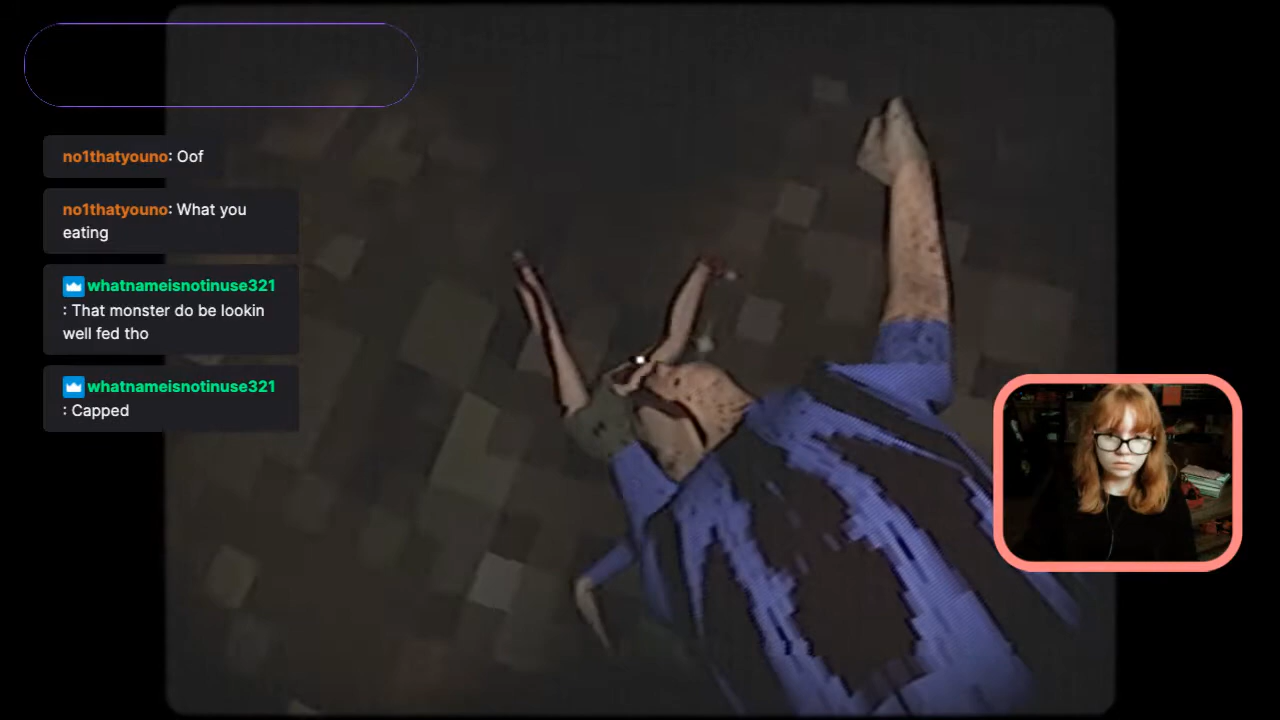 no1thatyouno: Oof
no1thatyouno: What you
eating
whatnameisnotinuse321
: That monster do be lookin
well fed tho
whatnameisnotinuse321
: Capped